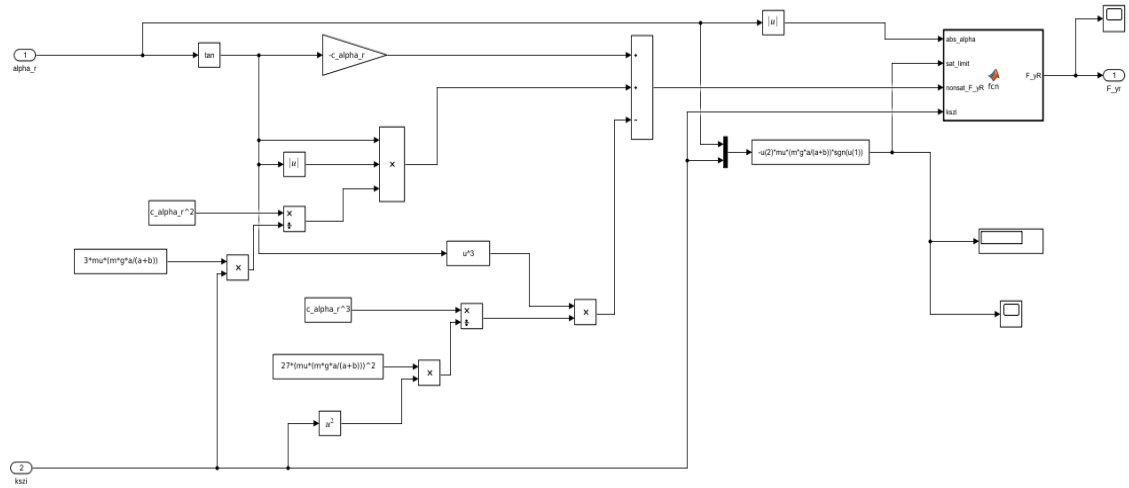 |u|
1
alpha_r
tan
-c_alpha_r
+
+
-
abs_alpha
sat_limit
nonsat_F_yR
kszi
fcn
F_yR
1
F_yr
|u|
×
-u(2)*mu*(m*g*a/(a+b))*sgn(u(1))
c_alpha_r^2
×
÷
3*mu*(m*g*a/(a+b))
×
u^3
c_alpha_r^3
×
÷
×
27*(mu*(m*g*a/(a+b)))^2
×
u²
2
kszi